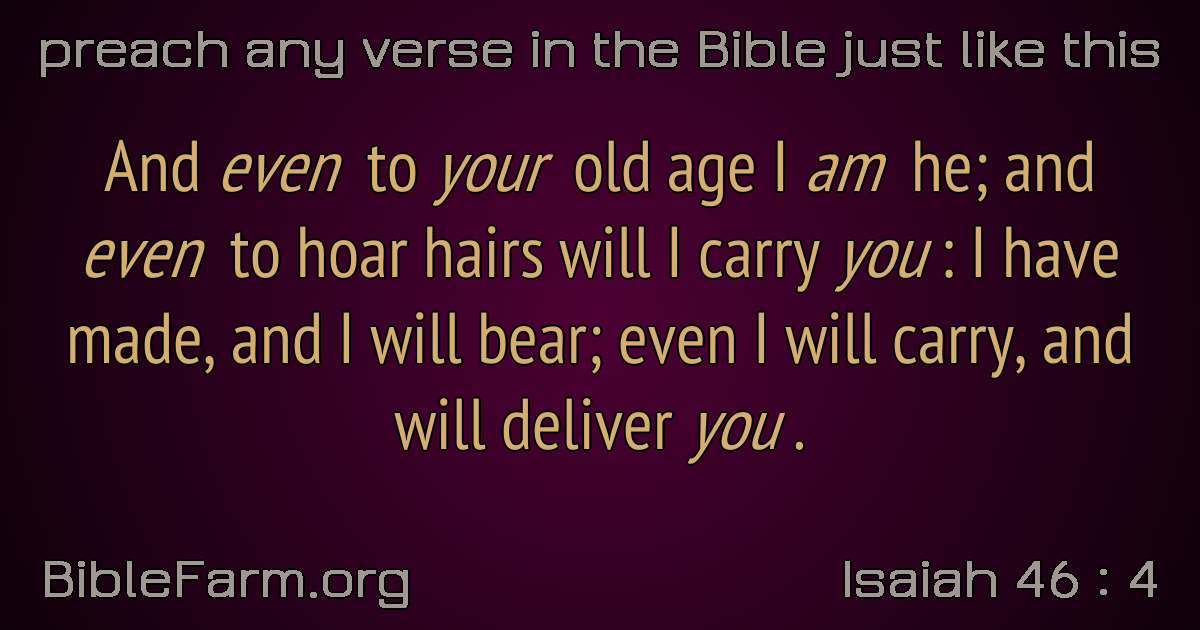 preach any verse in the Bible just like this
And even to your old age I am he; and
even to hoar hairs will I carry you : I have
made, and I will bear; even I will carry, and
will deliver you .
BibleFarm.org
Isaiah 46 : 4